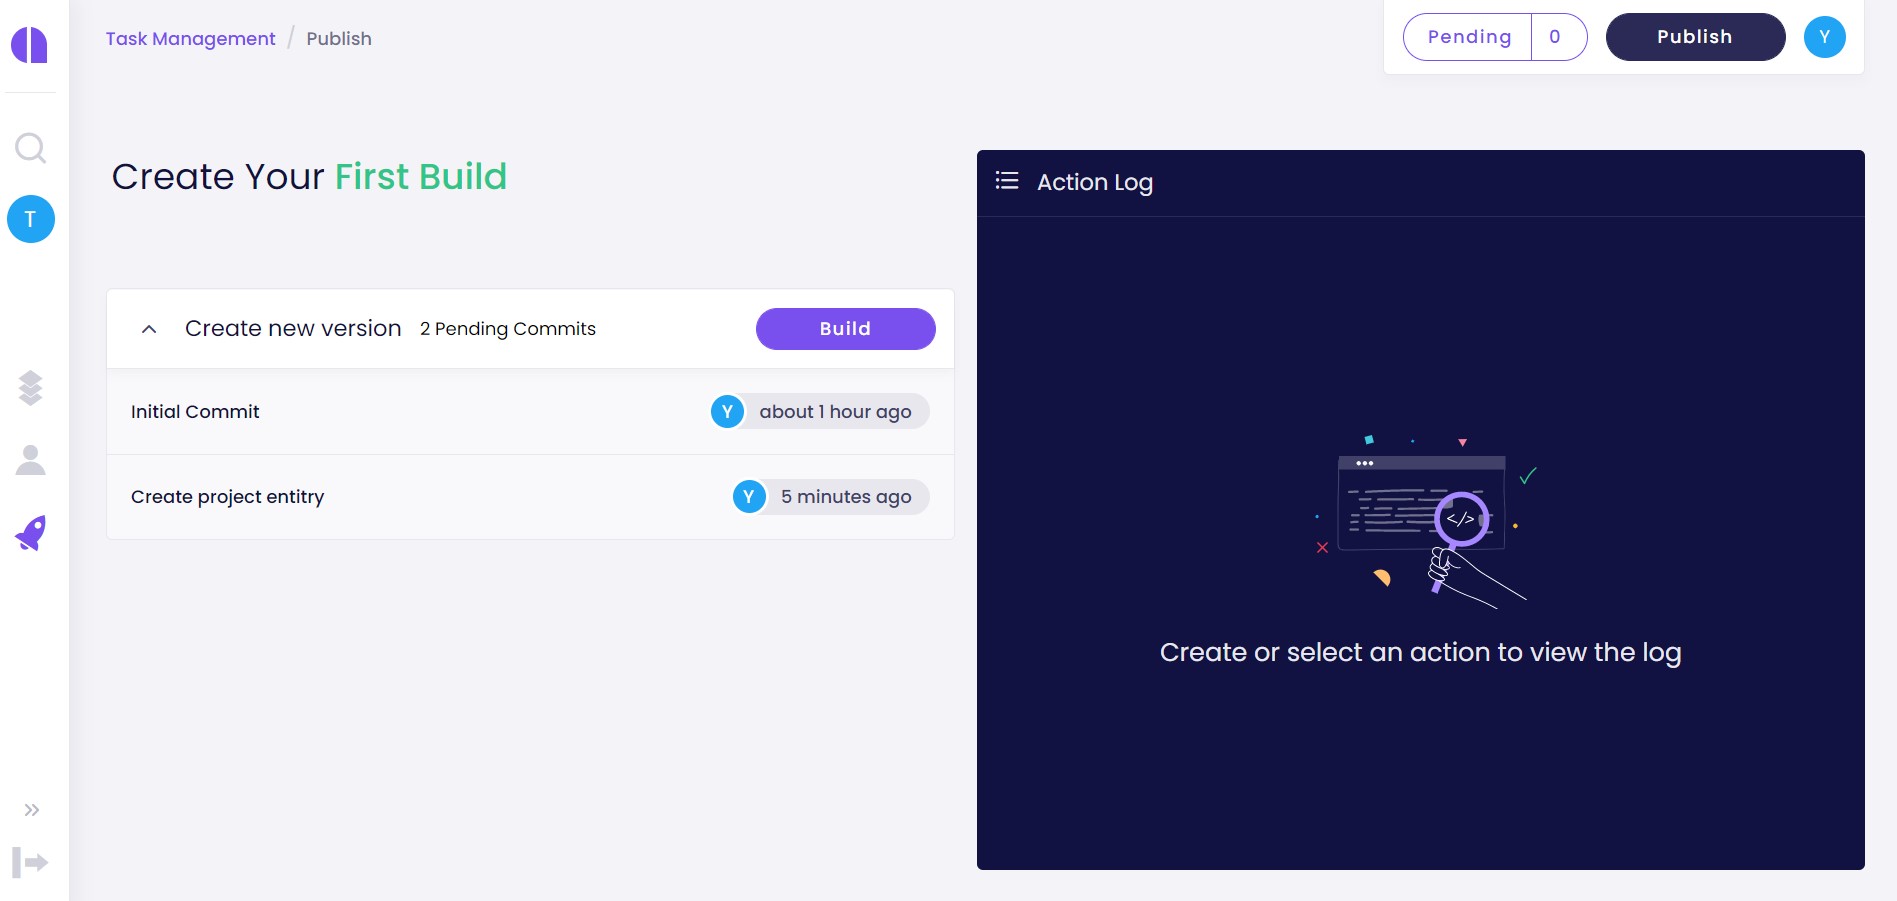 Task Management / Publish
Pending 0
Publish
Y
Create Your First Build
Action Log
T
Create new version 2 Pending Commits
Build
Initial Commit
Y about 1 hour ago
Create project entitry
Y 5 minutes ago
</>
Create or select an action to view the log